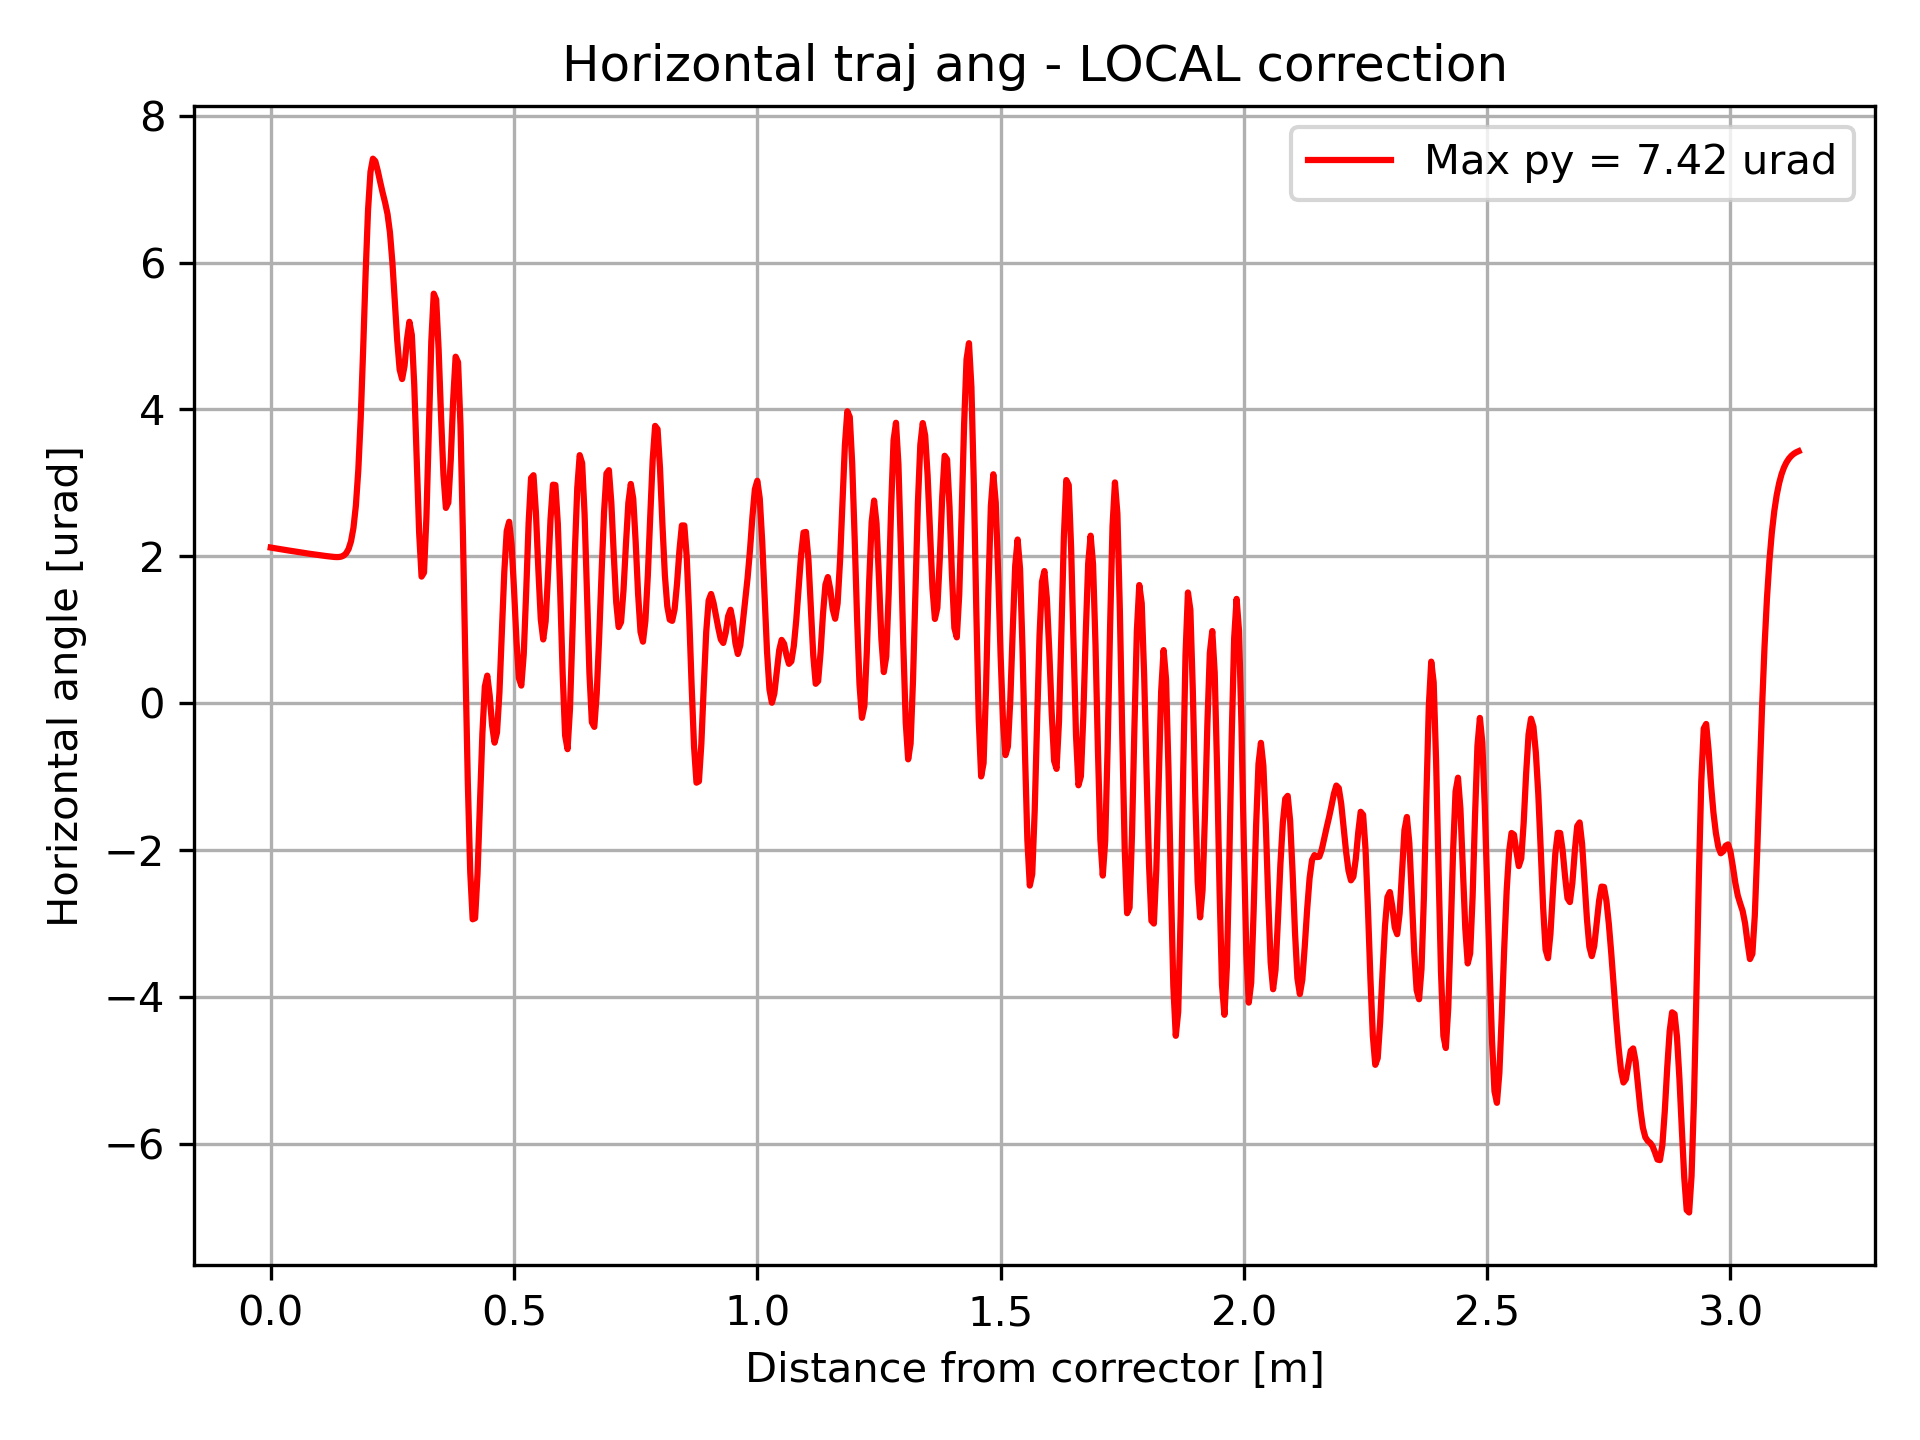 Horizontal traj ang - LOCAL correction
Max py = 7.42 urad
Horizontal angle [urad]
8
6
4
2
0
−2
−4
−6
0.0 0.5 1.0 1.5 2.0 2.5 3.0
Distance from corrector [m]